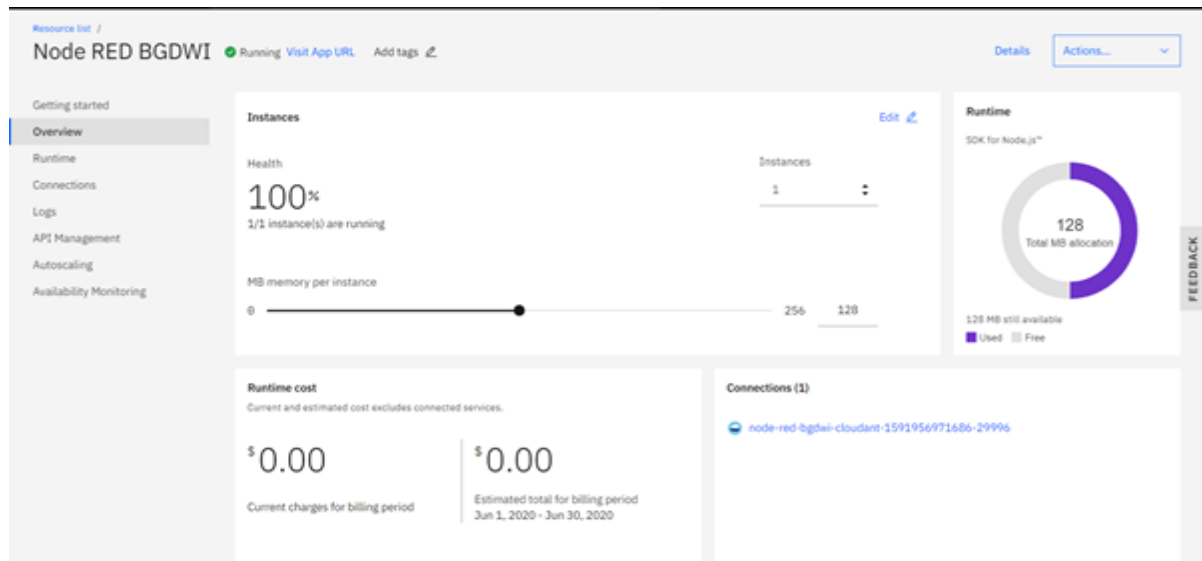 Resource list /
Node RED BGDWI Running Visit App URL Add tags
Details Actions...
Getting started
Overview
Runtime
Connections
Logs
API Management
Autoscaling
Availability Monitoring
Instances Edit
Health
100%
1/1 instance(s) are running
Instances
1
MB memory per instance
0 256 128
Runtime
SDK for Node.js™
128
Total MB allocation
128 MB still available
Used Free
FEEDBACK
Runtime cost
Current and estimated cost excludes connected services.
$0.00
Current charges for billing period
$0.00
Estimated total for billing period
Jun 1, 2020 - Jun 30, 2020
Connections (1)
node-red-bgdwi-cloudant-1591956971686-29996